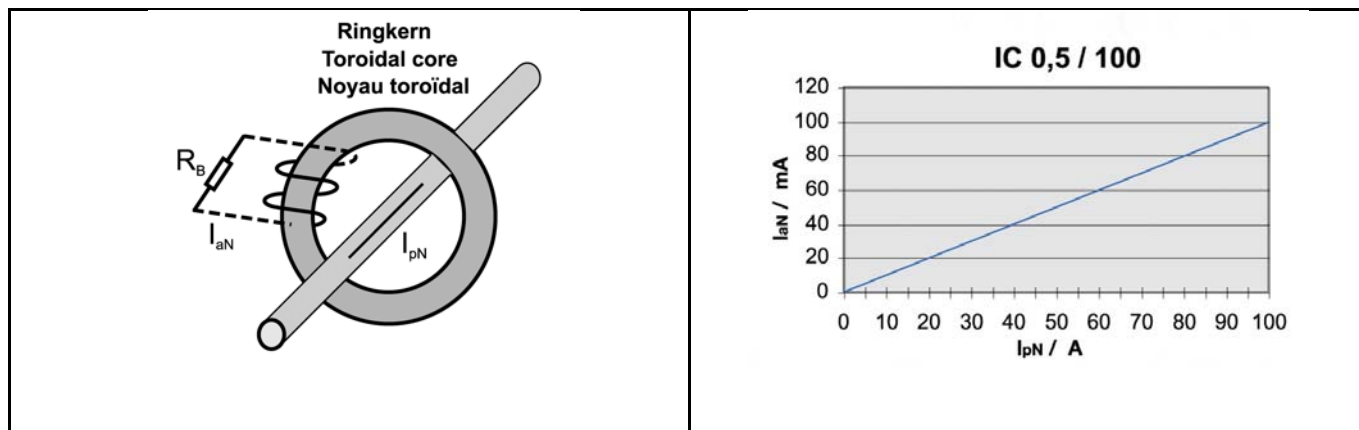 Ringkern
Toroidal core
Noyau toroïdal
R_B
I_aN
I_pN
IC 0,5 / 100
I_aN / mA
120
100
80
60
40
20
0
0 10 20 30 40 50 60 70 80 90 100
I_pN / A